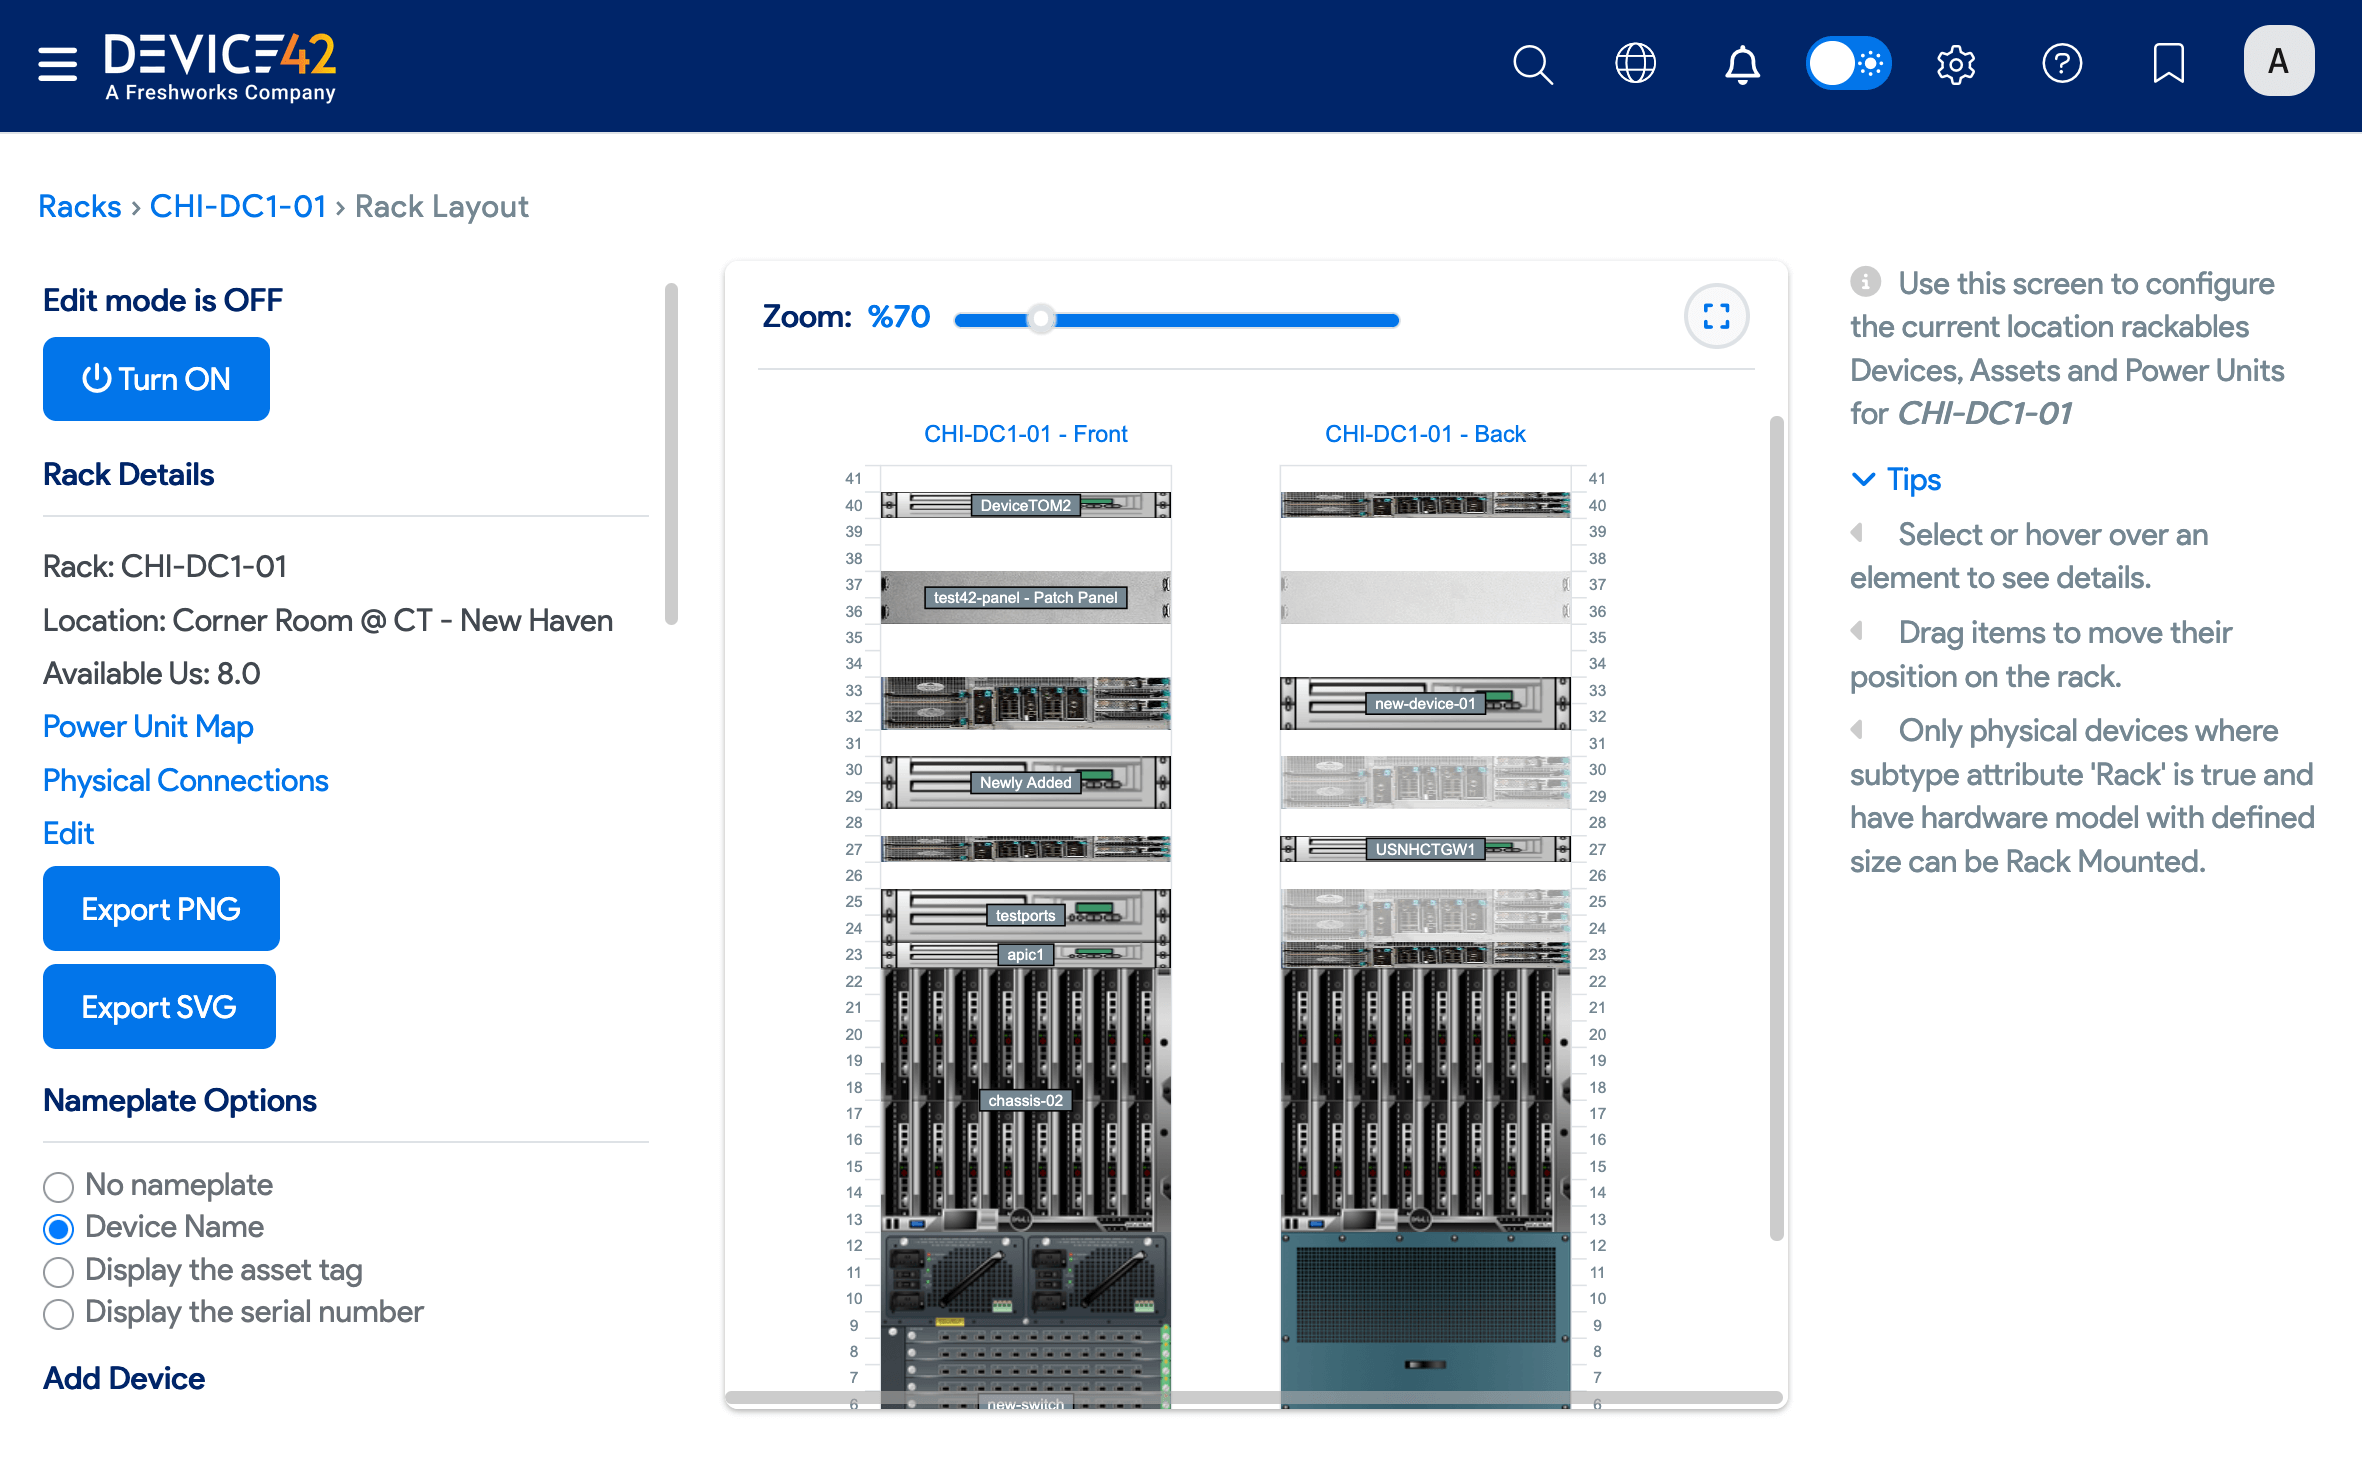 DEVICE42
A Freshworks Company
A
Racks › CHI-DC1-01 › Rack Layout
Edit mode is OFF
Turn ON
Rack Details
Rack: CHI-DC1-01
Location: Corner Room @ CT - New Haven
Available Us: 8.0
Power Unit Map
Physical Connections
Edit
Export PNG
Export SVG
Nameplate Options
No nameplate
Device Name
Display the asset tag
Display the serial number
Add Device
Zoom: %70
CHI-DC1-01 - Front
CHI-DC1-01 - Back
41 41
40 DeviceTOM2 40
39 39
38 38
37 37
test42-panel - Patch Panel
36 36
35 35
34 34
33 33
new-device-01
32 32
31 31
30 30
Newly Added
29 29
28 28
27 USNHCTGW1 27
26 26
25 25
testports
24 24
23 apic1 23
22 22
21 21
20 20
19 19
18 18
chassis-02
17 17
16 16
15 15
14 14
13 13
12 12
11 11
10 10
9 9
8 8
7 7
6 new-switch 6
Use this screen to configure
the current location rackables
Devices, Assets and Power Units
for CHI-DC1-01
Tips
Select or hover over an
element to see details.
Drag items to move their
position on the rack.
Only physical devices where
subtype attribute 'Rack' is true and
have hardware model with defined
size can be Rack Mounted.